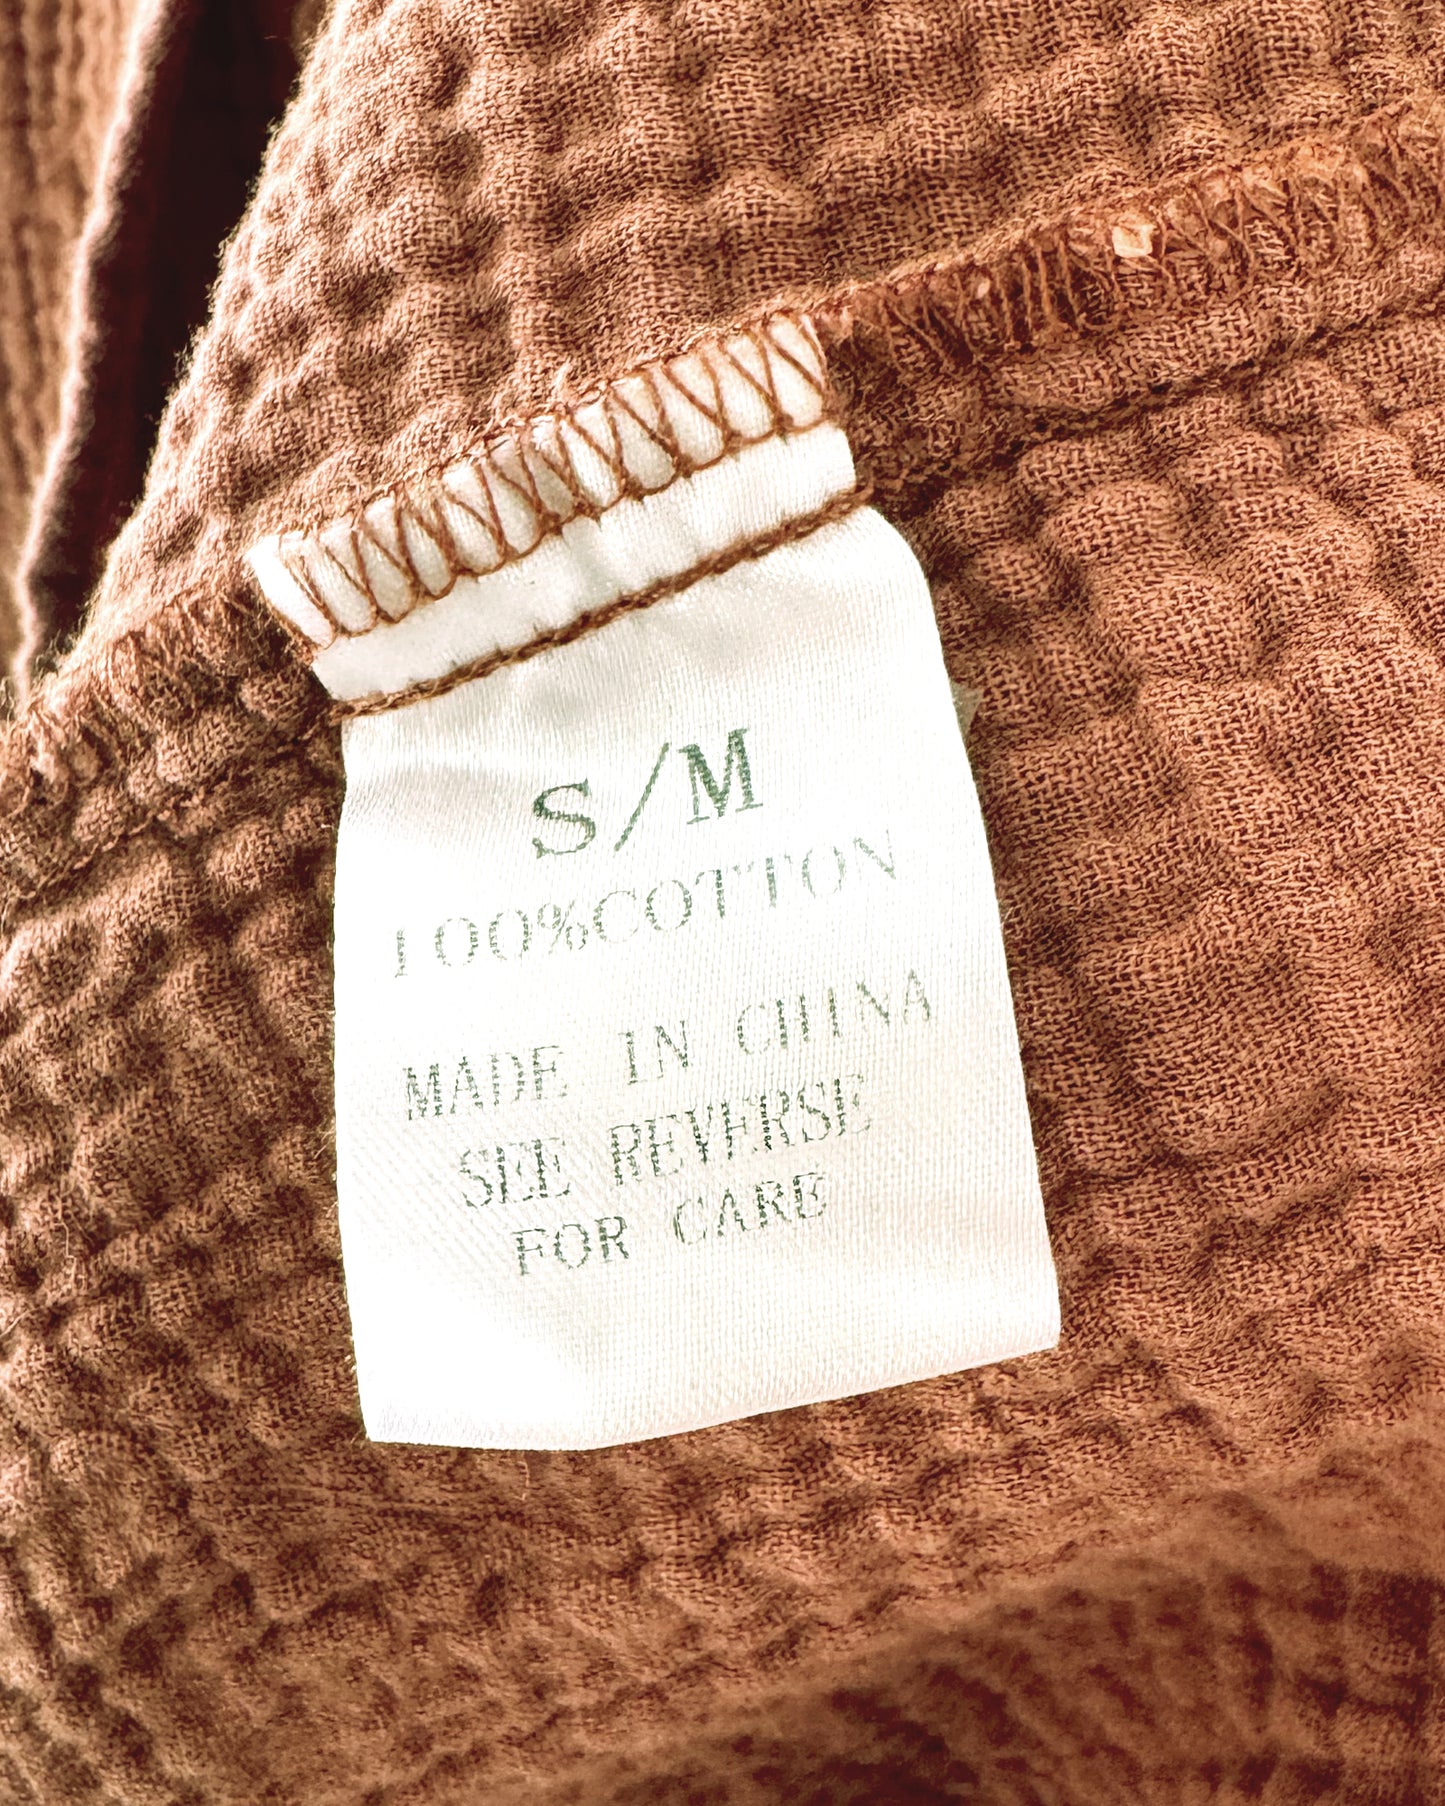 S/M
100%COTTON
MADE IN CHINA
SEE REVERSE
FOR CARE